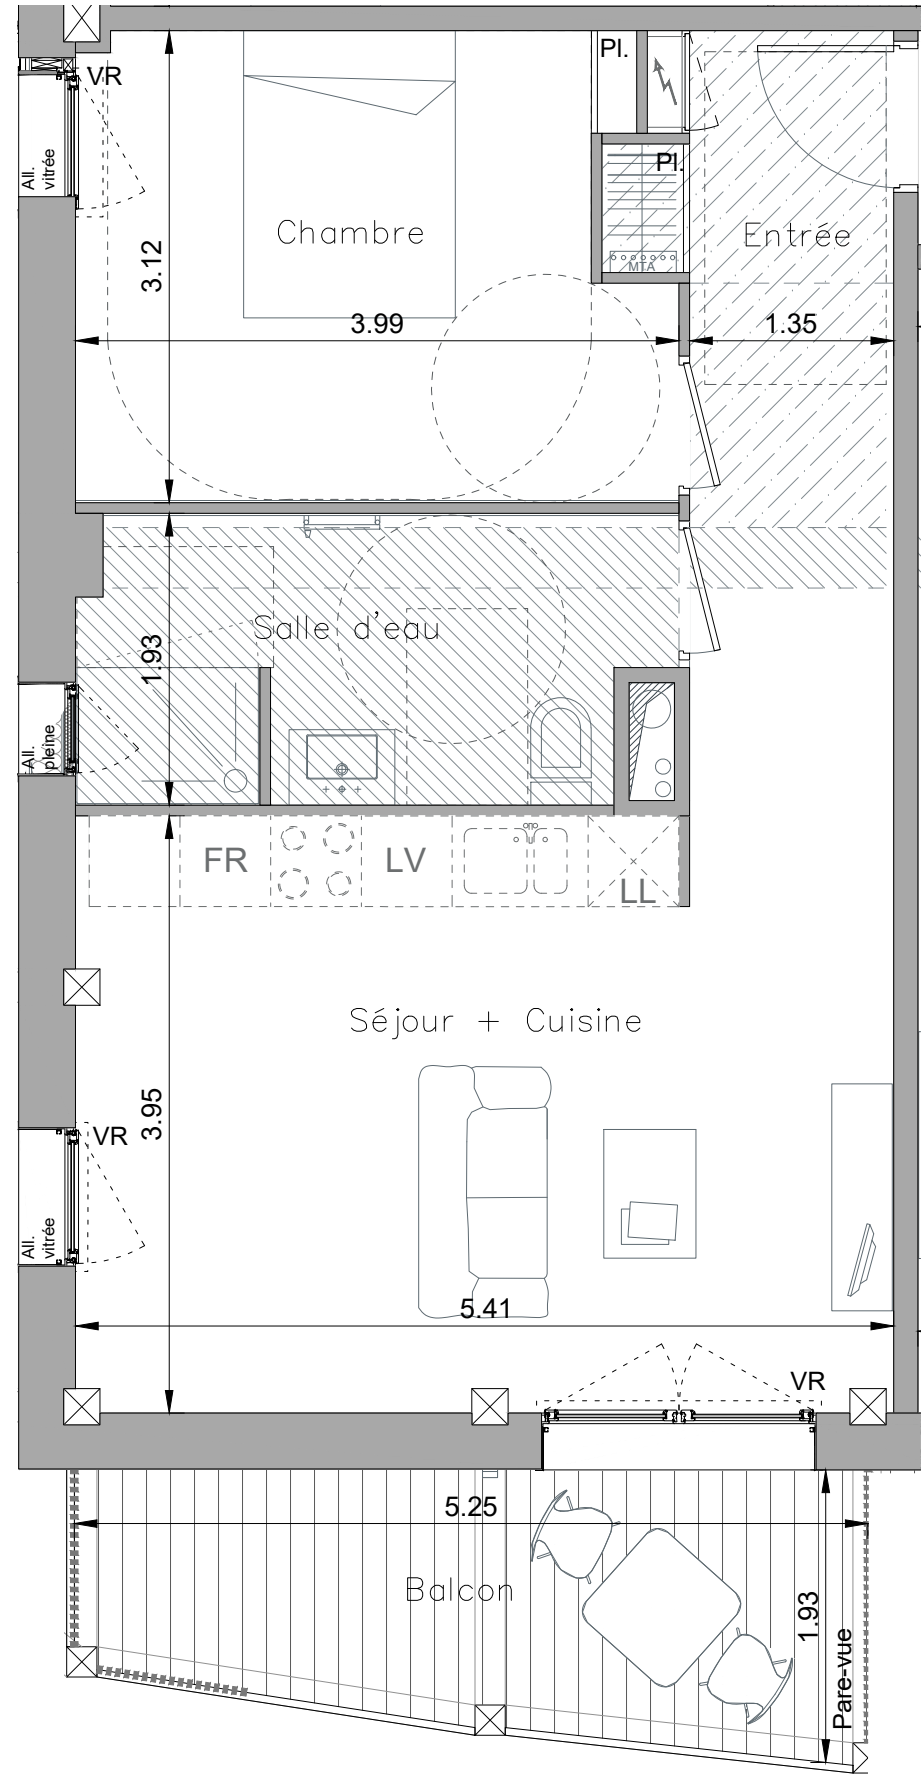 Pl.
VR
All.
vitrée
Pl.
Chambre
Entrée
3.12
MTA
3.99
1.35
Salle d'eau
1.93
All.
pleine
FR
LV
LL
Séjour + Cuisine
3.95
VR
All.
vitrée
5.41
VR
5.25
Balcon
1.93
Pare-vue